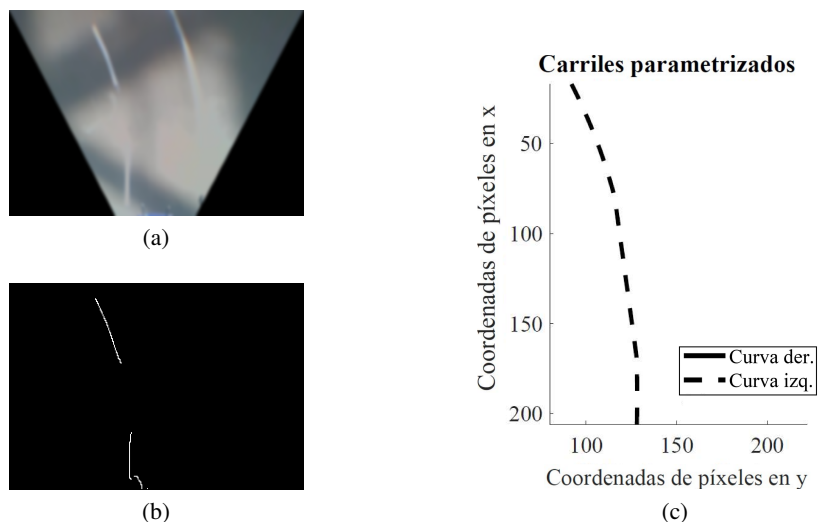 (a)
(b)
Carriles parametrizados
Coordenadas de píxeles en x
50
100
150
200
100
150
200
Coordenadas de píxeles en y
Curva der.
Curva izq.
(c)